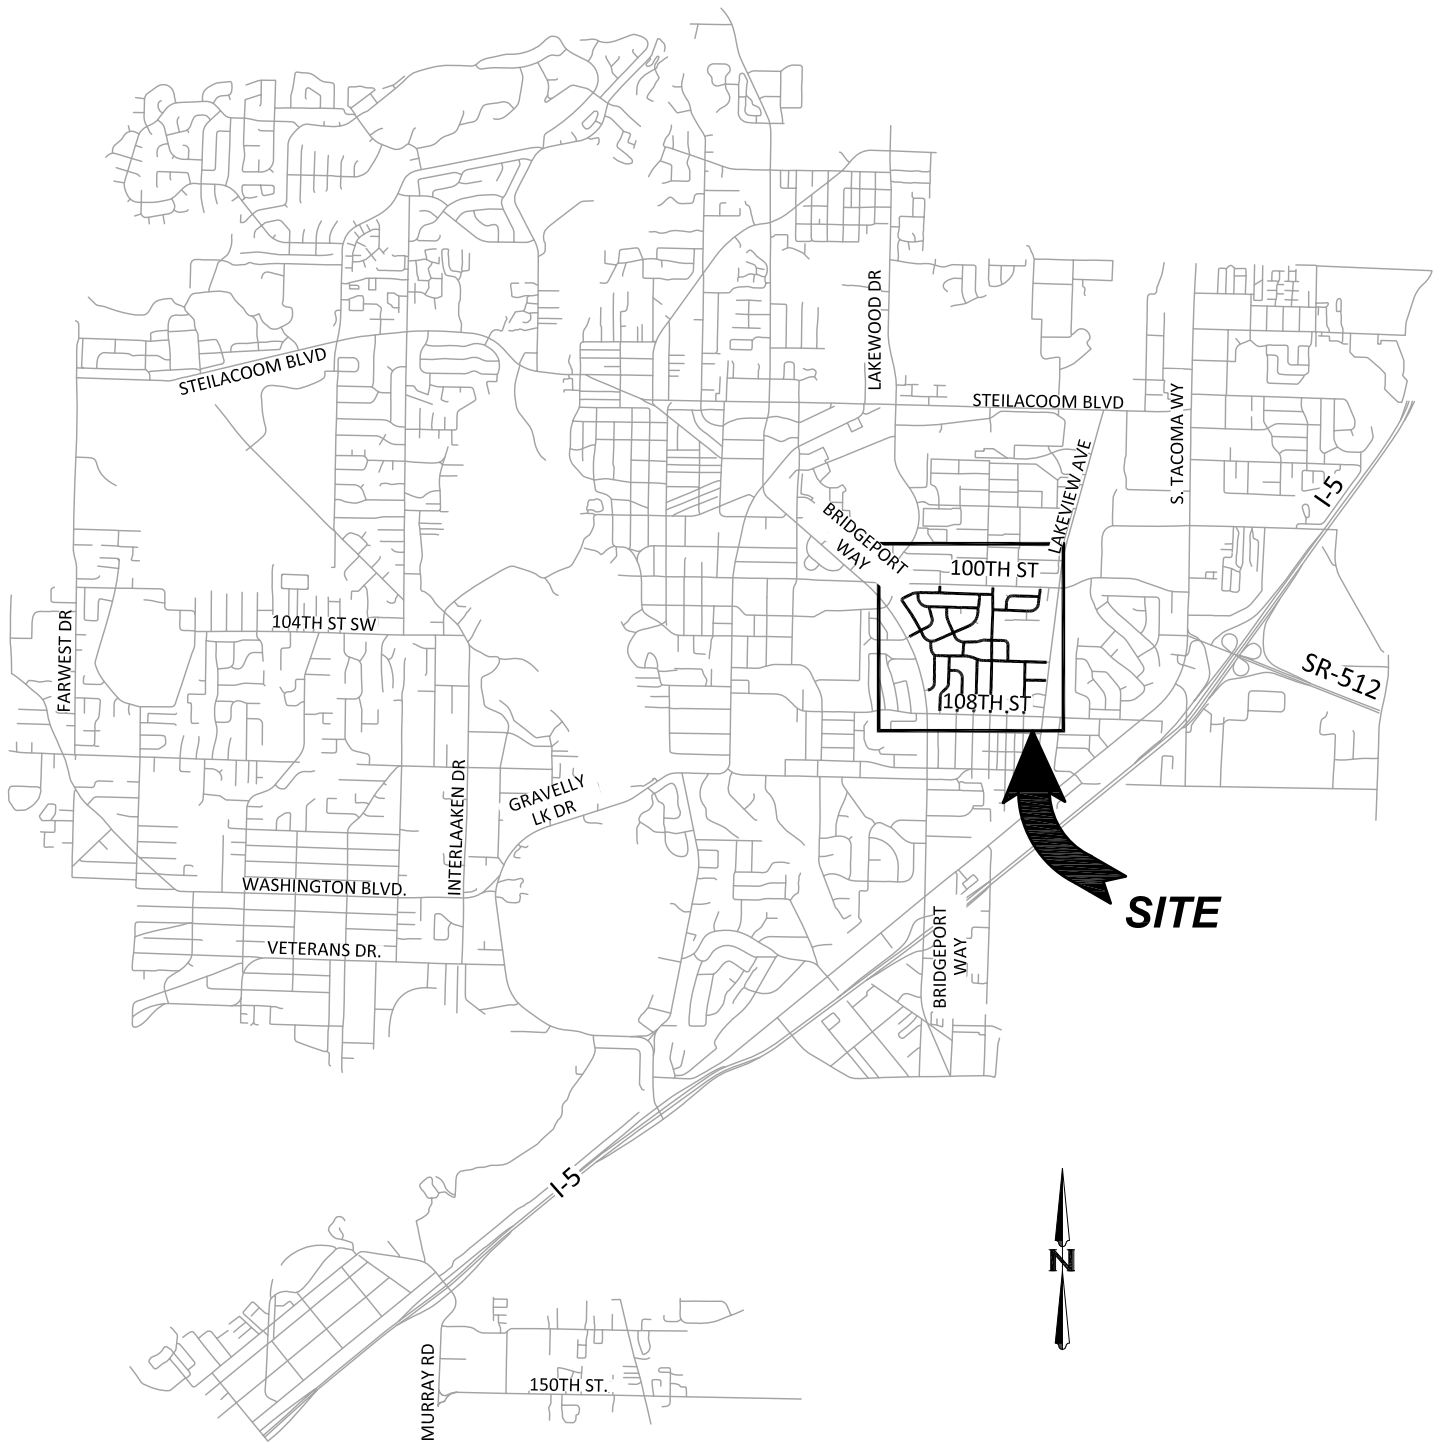 LAKEWOOD DR
STEILACOOM BLVD
STEILACOOM BLVD
S. TACOMA WY
LAKEVIEW AVE
I-5
BRIDGEPORT
WAY
100TH ST
104TH ST SW
FARWEST DR
SR-512
108TH ST
INTERLAAKEN DR
GRAVELLY
LK DR
WASHINGTON BLVD.
SITE
VETERANS DR.
BRIDGEPORT
WAY
I-5
N
MURRAY RD
150TH ST.